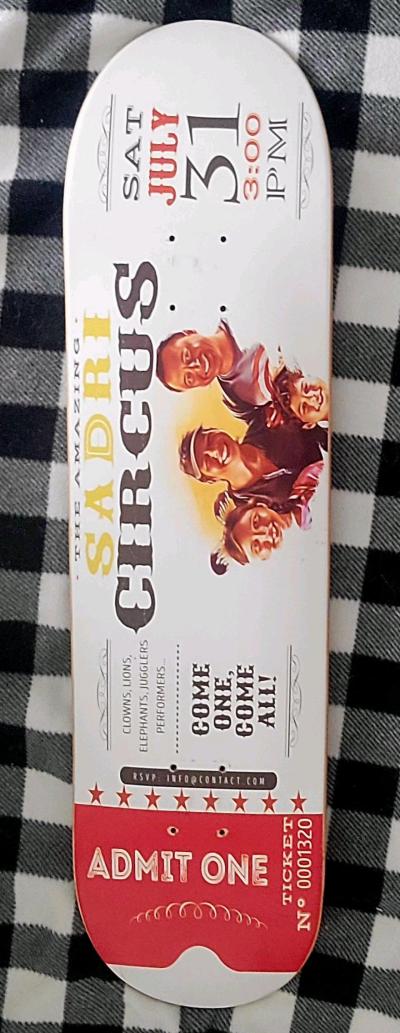 SAT
JULY
31
3:00
PM
· THE AMAZING ·
SADRI
CIRCUS
CLOWNS, LIONS,
ELEPHANTS, JUGGLERS
PERFORMERS...
COME
ONE,
COME
ALL!
RSVP: INFO@CONTACT.COM
ADMIT ONE
TICKET
Nº 0001320